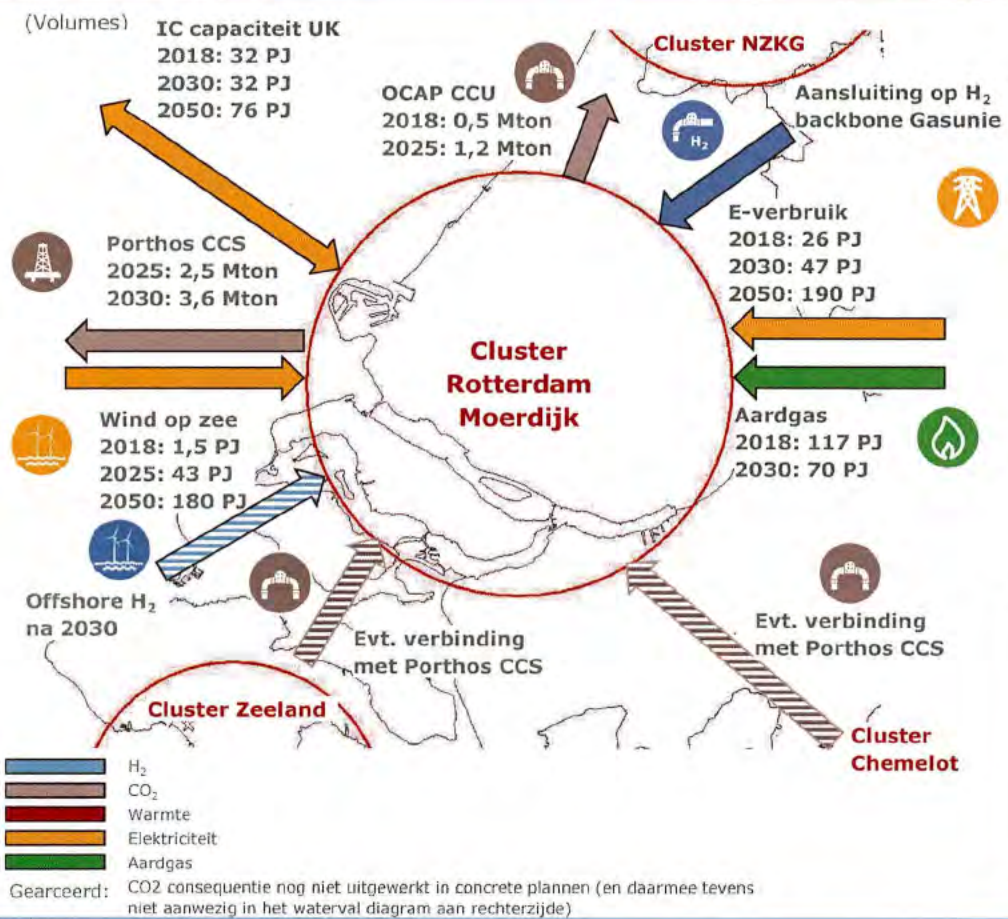 (Volumes)
IC capaciteit UK
2018: 32 PJ
2030: 32 PJ
2050: 76 PJ
Cluster NZKG
OCAP CCU
2018: 0,5 Mton
2025: 1,2 Mton
H₂
Aansluiting op H₂
backbone Gasunie
Porthos CCS
2025: 2,5 Mton
2030: 3,6 Mton
E-verbruik
2018: 26 PJ
2030: 47 PJ
2050: 190 PJ
Cluster
Rotterdam
Moerdijk
Wind op zee
2018: 1,5 PJ
2025: 43 PJ
2050: 180 PJ
Aardgas
2018: 117 PJ
2030: 70 PJ
Offshore H₂
na 2030
Evt. verbinding
met Porthos CCS
Evt. verbinding
met Porthos CCS
Cluster Zeeland
Cluster
Chemelot
H₂
CO₂
Warmte
Elektriciteit
Aardgas
Gearceerd: CO2 consequentie nog niet uitgewerkt in concrete plannen (en daarmee tevens
niet aanwezig in het waterval diagram aan rechterzijde)